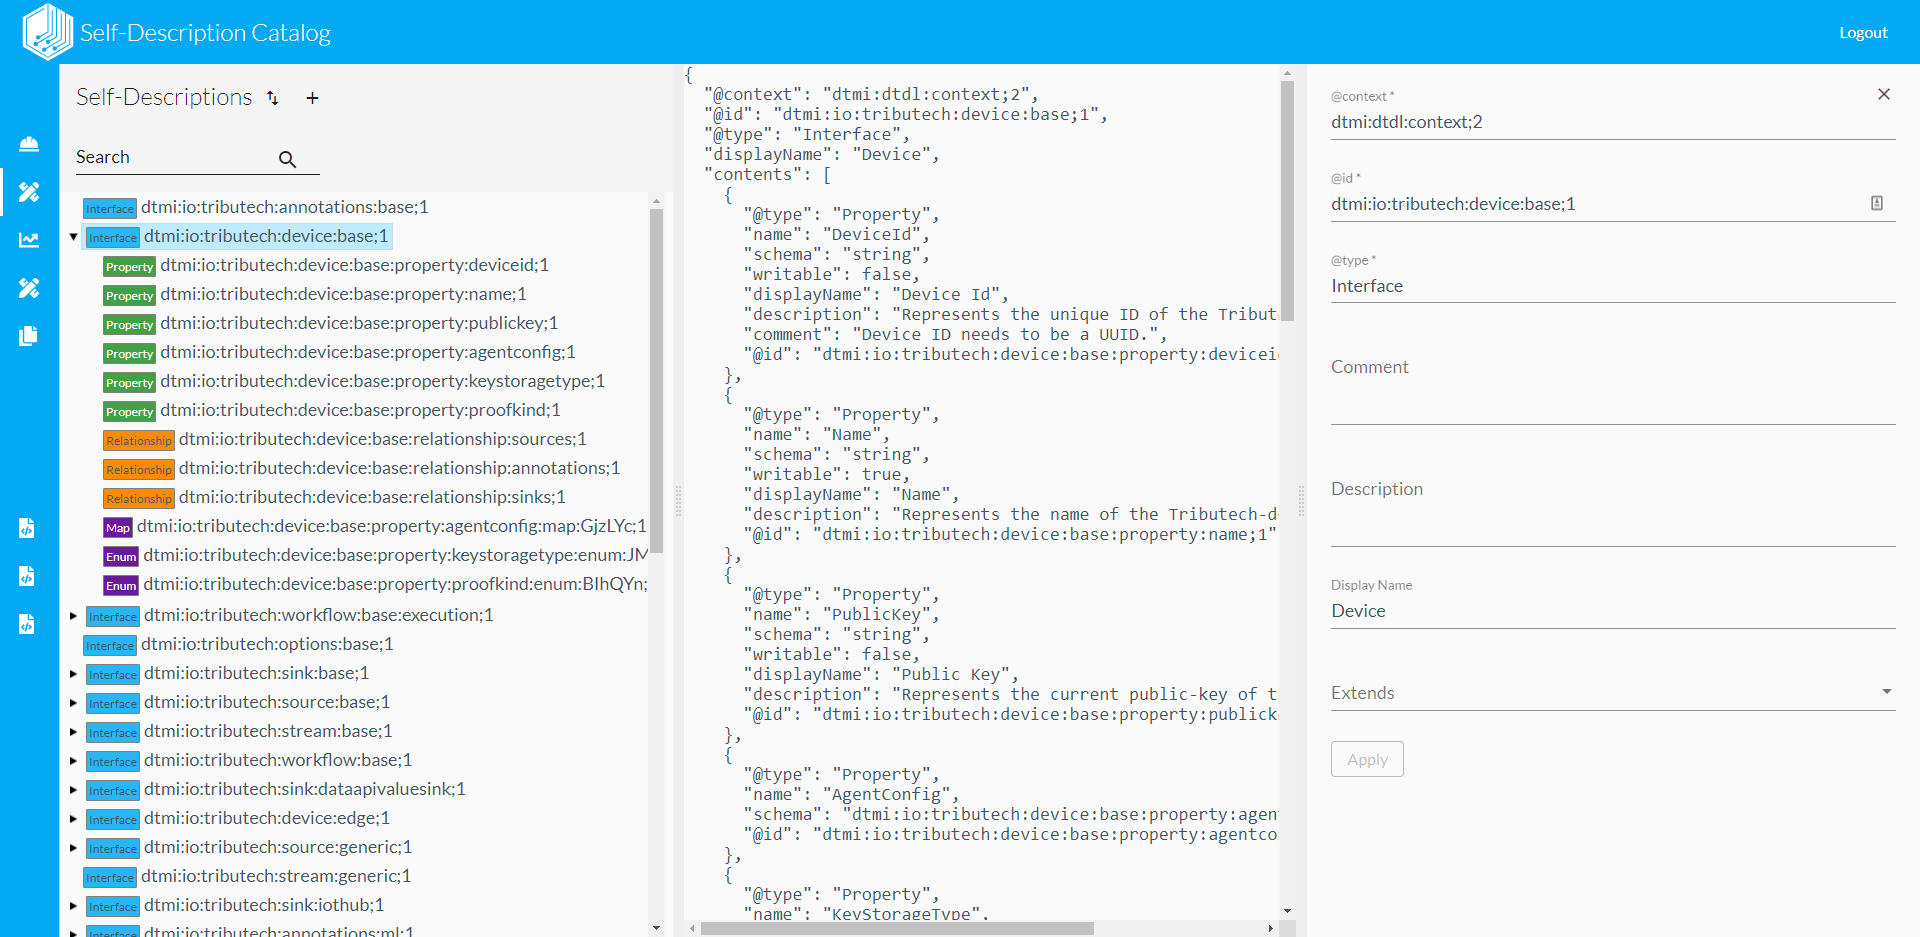 Self-Description Catalog
Logout
Self-Descriptions
Search
Interface dtmi:io:tributech:annotations:base;1
Interface dtmi:io:tributech:device:base;1
Property dtmi:io:tributech:device:base:property:deviceid;1
Property dtmi:io:tributech:device:base:property:name;1
Property dtmi:io:tributech:device:base:property:publickey;1
Property dtmi:io:tributech:device:base:property:agentconfig;1
Property dtmi:io:tributech:device:base:property:keystoragetype;1
Property dtmi:io:tributech:device:base:property:proofkind;1
Relationship dtmi:io:tributech:device:base:relationship:sources;1
Relationship dtmi:io:tributech:device:base:relationship:annotations;1
Relationship dtmi:io:tributech:device:base:relationship:sinks;1
Map dtmi:io:tributech:device:base:property:agentconfig:map:GjzLYc;1
Enum dtmi:io:tributech:device:base:property:keystoragetype:enum:JM
Enum dtmi:io:tributech:device:base:property:proofkind:enum:BIhQYn;
Interface dtmi:io:tributech:workflow:base:execution;1
Interface dtmi:io:tributech:options:base;1
Interface dtmi:io:tributech:sink:base;1
Interface dtmi:io:tributech:source:base;1
Interface dtmi:io:tributech:stream:base;1
Interface dtmi:io:tributech:workflow:base;1
Interface dtmi:io:tributech:sink:dataapivaluesink;1
Interface dtmi:io:tributech:device:edge;1
Interface dtmi:io:tributech:source:generic;1
Interface dtmi:io:tributech:stream:generic;1
Interface dtmi:io:tributech:sink:iothub;1
Interface dtmi:io:tributech:annotations:ml;1
{
"@context": "dtmi:dtdl:context;2",
"@id": "dtmi:io:tributech:device:base;1",
"@type": "Interface",
"displayName": "Device",
"contents": [
{
"@type": "Property",
"name": "DeviceId",
"schema": "string",
"writable": false,
"displayName": "Device Id",
"description": "Represents the unique ID of the Tribut
"comment": "Device ID needs to be a UUID.",
"@id": "dtmi:io:tributech:device:base:property:devicei
},
{
"@type": "Property",
"name": "Name",
"schema": "string",
"writable": true,
"displayName": "Name",
"description": "Represents the name of the Tributech-d
"@id": "dtmi:io:tributech:device:base:property:name;1"
},
{
"@type": "Property",
"name": "PublicKey",
"schema": "string",
"writable": false,
"displayName": "Public Key",
"description": "Represents the current public-key of t
"@id": "dtmi:io:tributech:device:base:property:publick
},
{
"@type": "Property",
"name": "AgentConfig",
"schema": "dtmi:io:tributech:device:base:property:agen
"@id": "dtmi:io:tributech:device:base:property:agentco
},
{
"@type": "Property",
"name": "KeyStorageType",
@context *
dtmi:dtdl:context;2
@id *
dtmi:io:tributech:device:base;1
@type *
Interface
Comment
Description
Display Name
Device
Extends
Apply